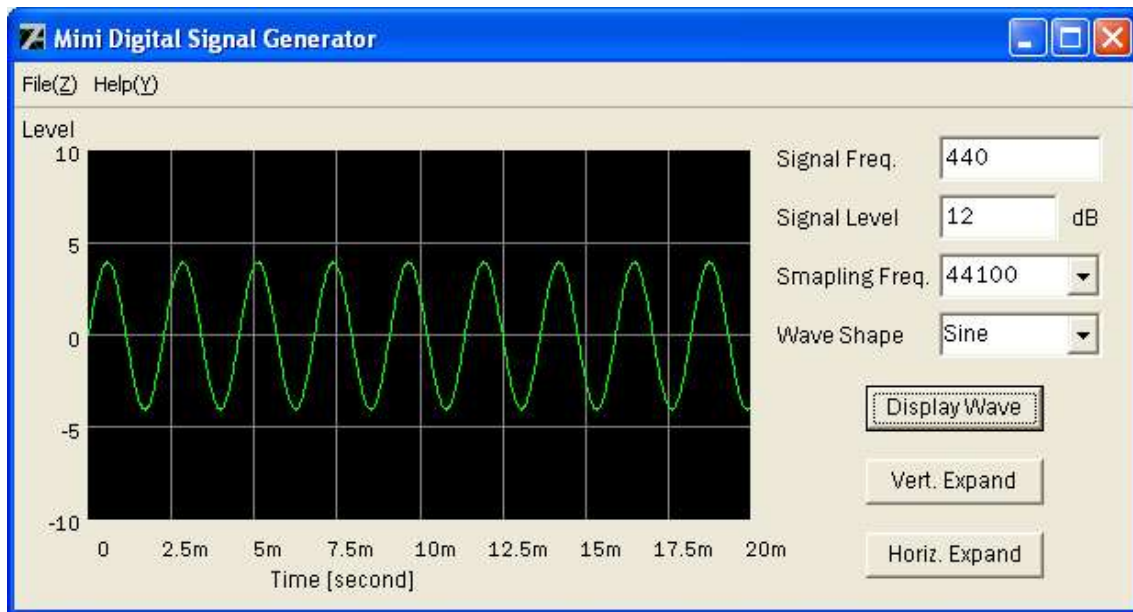 Mini Digital Signal Generator
File(Z) Help(Y)
Level
10
5
0
-5
-10
0 2.5m 5m 7.5m 10m 12.5m 15m 17.5m 20m
Time [second]
Signal Freq. 440
Signal Level 12 dB
Smapling Freq. 44100
Wave Shape Sine
Display Wave
Vert. Expand
Horiz. Expand